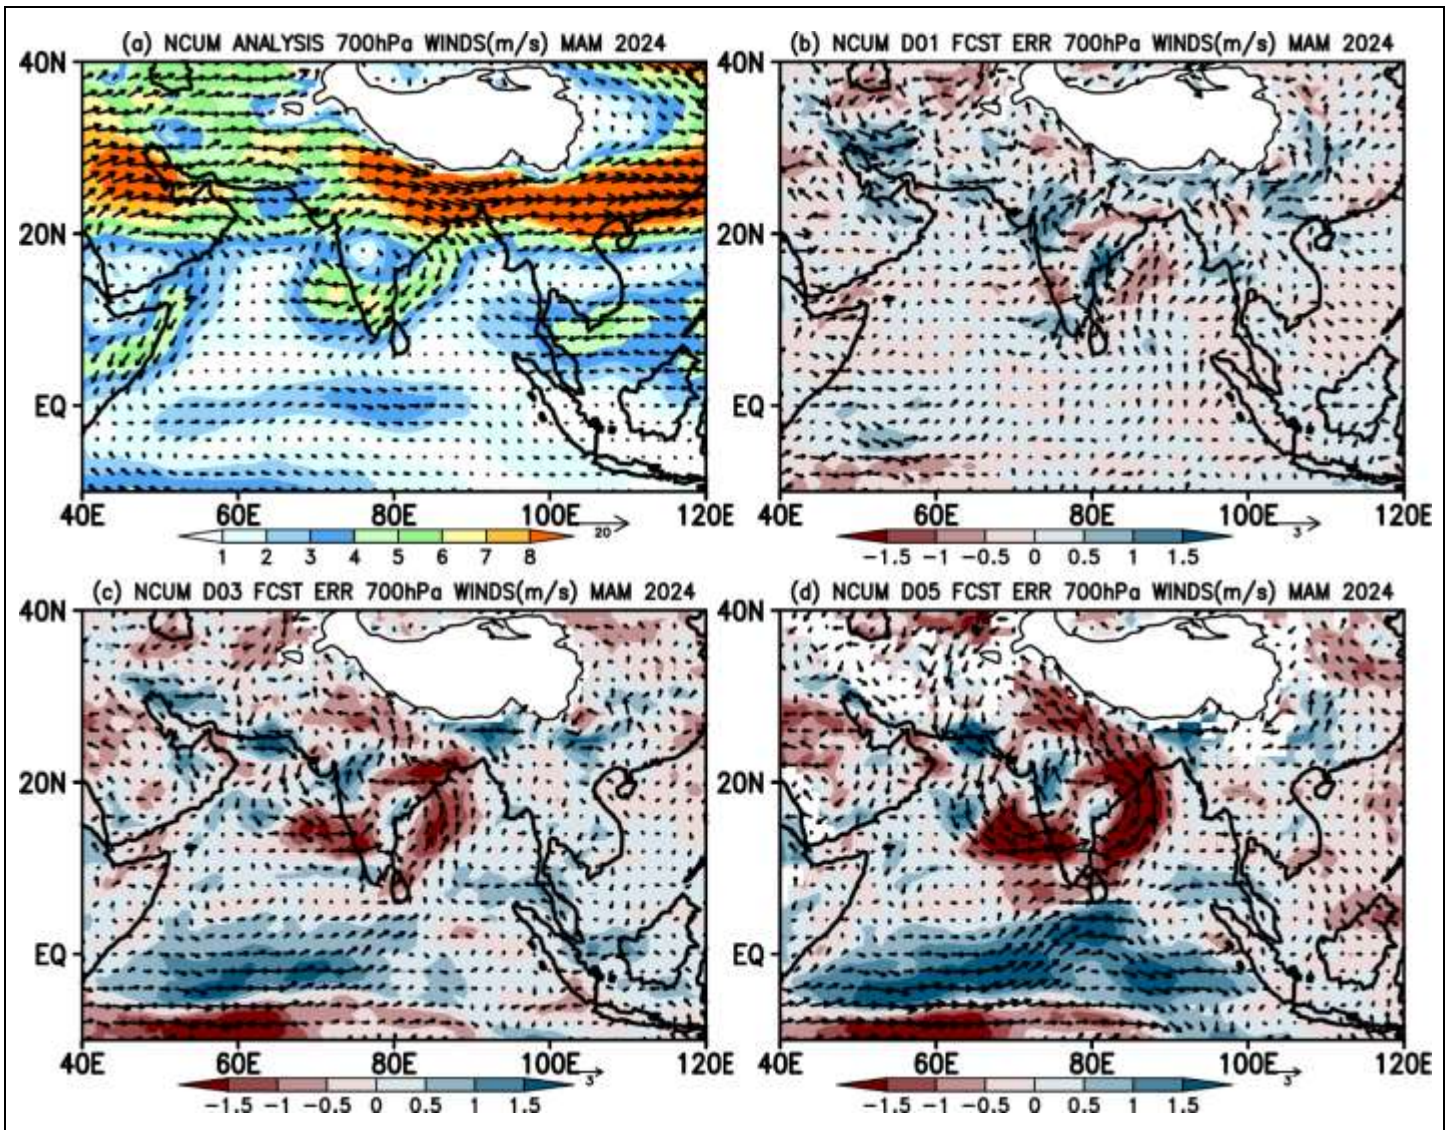 (a) NCUM ANALYSIS 700hPa WINDS(m/s) MAM 2024
40N
20N
EQ
40E 60E 80E 100E 120E
20
1 2 3 4 5 6 7 8
(b) NCUM D01 FCST ERR 700hPa WINDS(m/s) MAM 2024
40N
20N
EQ
40E 60E 80E 100E 120E
3
-1.5 -1 -0.5 0 0.5 1 1.5
(c) NCUM D03 FCST ERR 700hPa WINDS(m/s) MAM 2024
40N
20N
EQ
40E 60E 80E 100E 120E
3
-1.5 -1 -0.5 0 0.5 1 1.5
(d) NCUM D05 FCST ERR 700hPa WINDS(m/s) MAM 2024
40N
20N
EQ
40E 60E 80E 100E 120E
3
-1.5 -1 -0.5 0 0.5 1 1.5